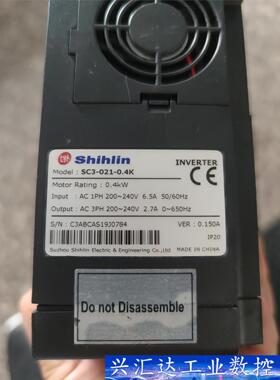 Shihlin
INVERTER
Model : SC3-021-0.4K
CE
Motor Rating : 0.4kW
Input : AC 1PH 200~240V 6.5A 50/60Hz
Output : AC 3PH 200~240V 2.7A 0~650Hz
S/N : C3ABCAS19J0784
VER : 0.150A
IP20
Suzhou Shihlin Electric & Engineering Co.,Ltd
MADE IN CHINA
Do not Disassemble
兴汇达工业数控